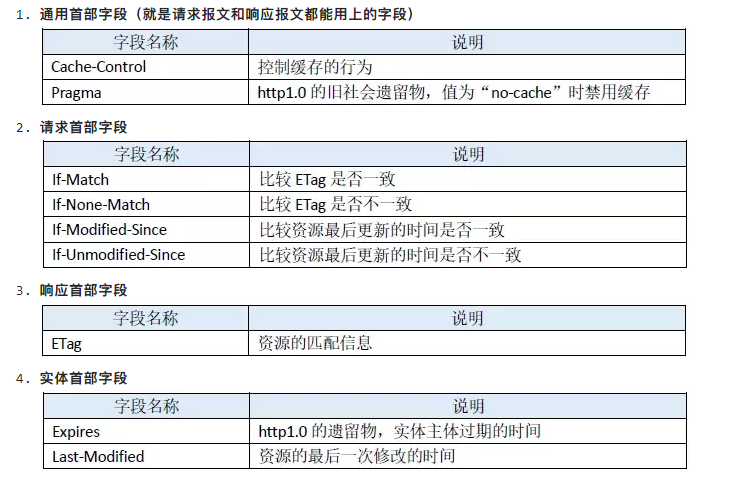 1. 通用首部字段（就是请求报文和响应报文都能用上的字段）
字段名称 说明
Cache-Control 控制缓存的行为
Pragma http1.0 的旧社会遗留物，值为“no-cache”时禁用缓存
2. 请求首部字段
字段名称 说明
If-Match 比较 ETag 是否一致
If-None-Match 比较 ETag 是否不一致
If-Modified-Since 比较资源最后更新的时间是否一致
If-Unmodified-Since 比较资源最后更新的时间是否不一致
3. 响应首部字段
字段名称 说明
ETag 资源的匹配信息
4. 实体首部字段
字段名称 说明
Expires http1.0 的遗留物，实体主体过期的时间
Last-Modified 资源的最后一次修改的时间